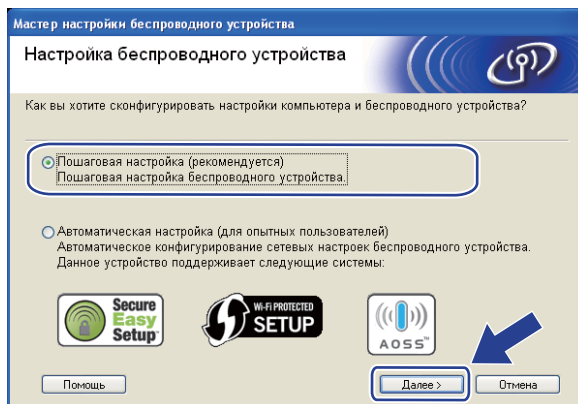 Мастер настройки беспроводного устройства
Настройка беспроводного устройства
Как вы хотите сконфигурировать настройки компьютера и беспроводного устройства?
Пошаговая настройка (рекомендуется)
Пошаговая настройка беспроводного устройства.
Автоматическая настройка (для опытных пользователей)
Автоматическое конфигурирование сетевых настроек беспроводного устройства.
Данное устройство поддерживает следующие системы:
Secure
Easy
Setup™
Wi-Fi PROTECTED
SETUP
AOSS™
Помощь
Далее >
Отмена